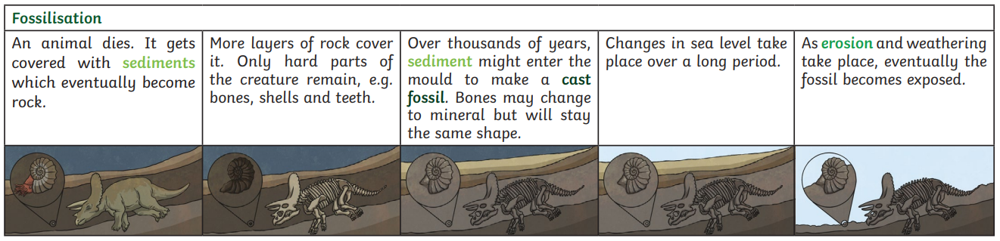 Fossilisation
An animal dies. It gets
covered with sediments
which eventually become
rock.
More layers of rock cover
it. Only hard parts of
the creature remain, e.g.
bones, shells and teeth.
Over thousands of years,
sediment might enter the
mould to make a cast
fossil. Bones may change
to mineral but will stay
the same shape.
Changes in sea level take
place over a long period.
As erosion and weathering
take place, eventually the
fossil becomes exposed.